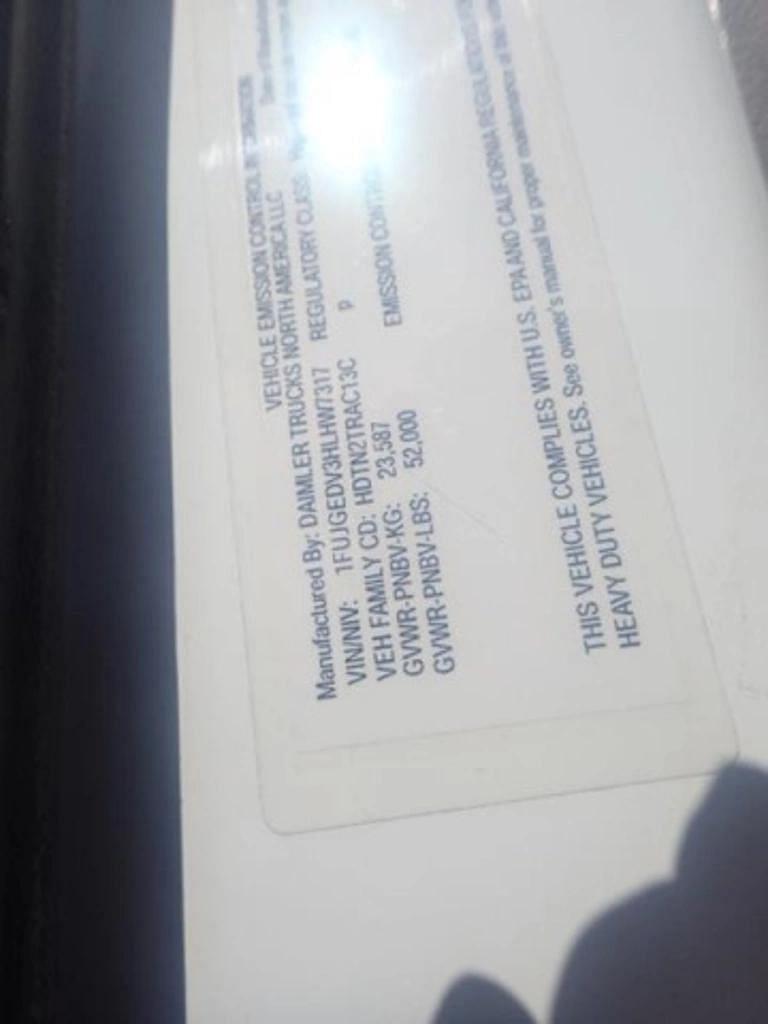 VEHICLE EMISSION CONTROL
Manufactured By: DAIMLER TRUCKS NORTH AMERICA LLC
VIN/NIV: 1FUJGEDV3HLHW7317 REGULATORY CLASS:
VEH FAMILY CD: HDTN2TRAC13C P
GVWR-PNBV-KG: 23,587 EMISSION
GVWR-PNBV-LBS: 52,000
THIS VEHICLE COMPLIES WITH U.S. EPA AND CALIFORNIA
HEAVY DUTY VEHICLES. See owner's manual for proper maintenance of